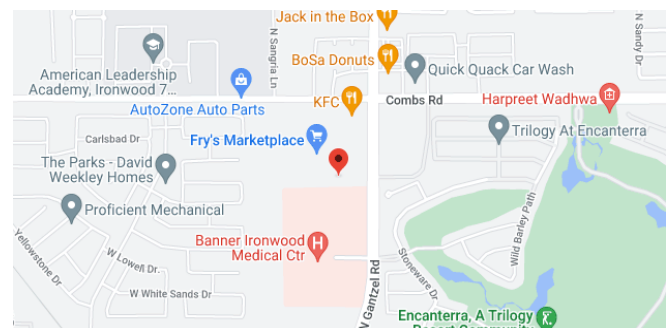 Jack in the Box
N Sangria Ln
N Sandy Dr
American Leadership
Academy, Ironwood 7...
BoSa Donuts
Quick Quack Car Wash
AutoZone Auto Parts
KFC
Combs Rd
Harpreet Wadhwa
Carlsbad Dr
Fry's Marketplace
Trilogy At Encanterra
The Parks - David
Weekley Homes
Proficient Mechanical
Yellowstone Dr
W Lowell Dr.
Banner Ironwood
Medical Ctr
Stoneware Dr
Wild Barley Path
W White Sands Dr
Gantzel Rd
Encanterra, A Trilogy
Resort Community